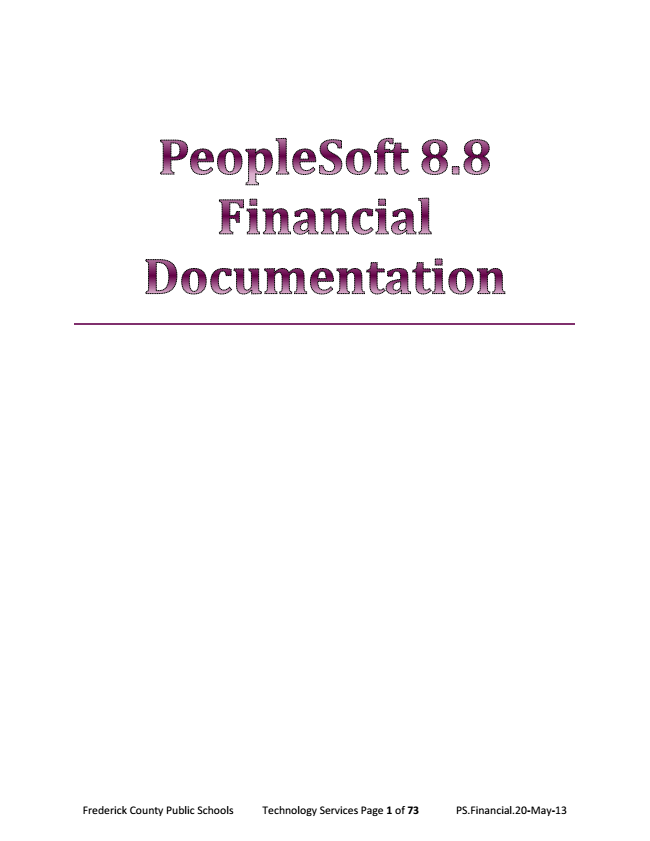 PeopleSoft 8.8
Financial
Documentation
Frederick County Public Schools Technology Services Page 1 of 73 PS.Financial.20-May-13